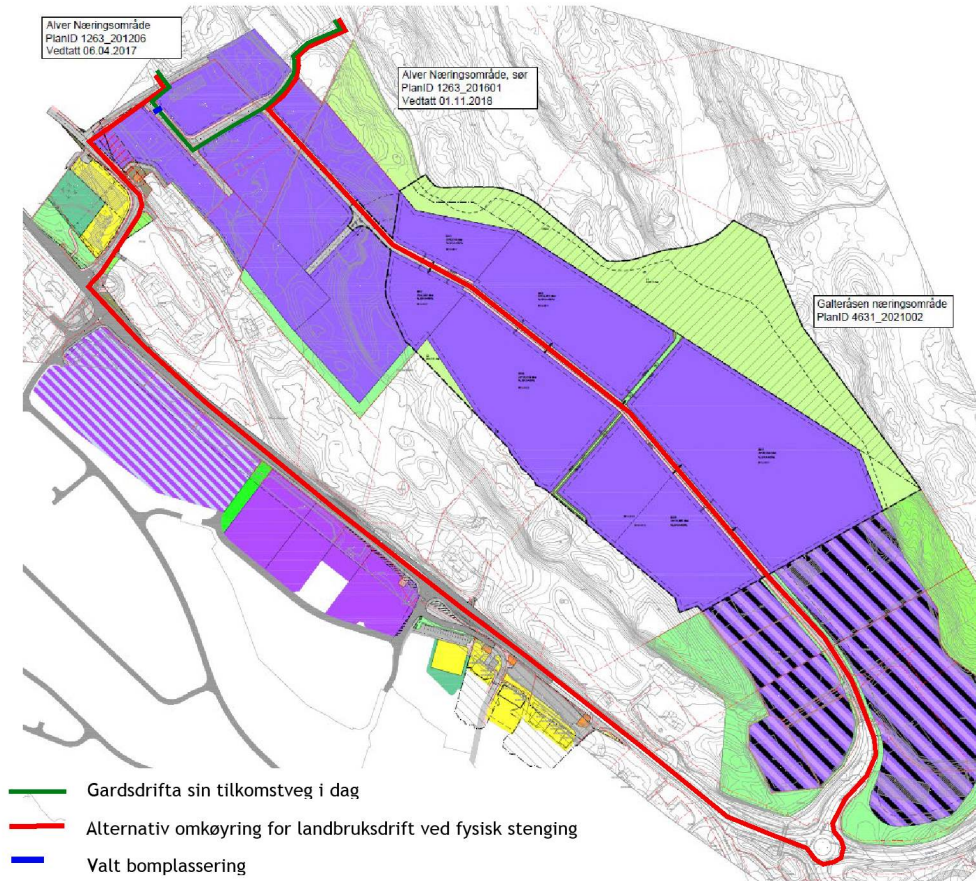 Alver Næringsområde
PlanID 1263_201206
Vedtatt 06.04.2017
Alver Næringsområde, sør
PlanID 1263_201601
Vedtatt 01.11.2018
Galteråsen næringsområde
PlanID 4631_2021002
Gardsdrifta sin tilkomstveg i dag
Alternativ omkøyring for landbruksdrift ved fysisk stenging
Valt bomplassering